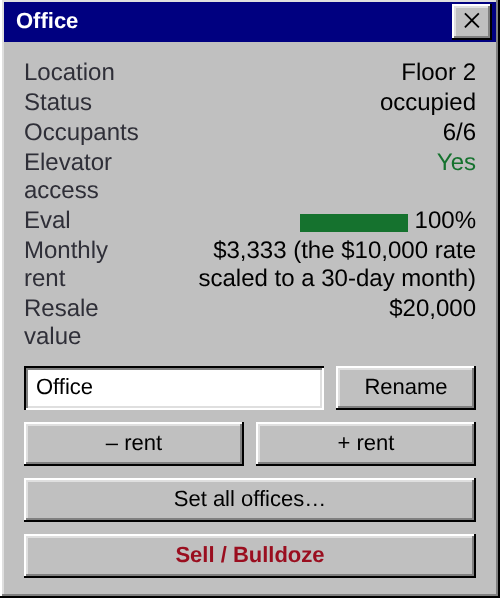 Office
Location Floor 2
Status occupied
Occupants 6/6
Elevator Yes
access
Eval 100%
Monthly $3,333 (the $10,000 rate
rent scaled to a 30-day month)
Resale $20,000
value
Office Rename
– rent + rent
Set all offices…
Sell / Bulldoze